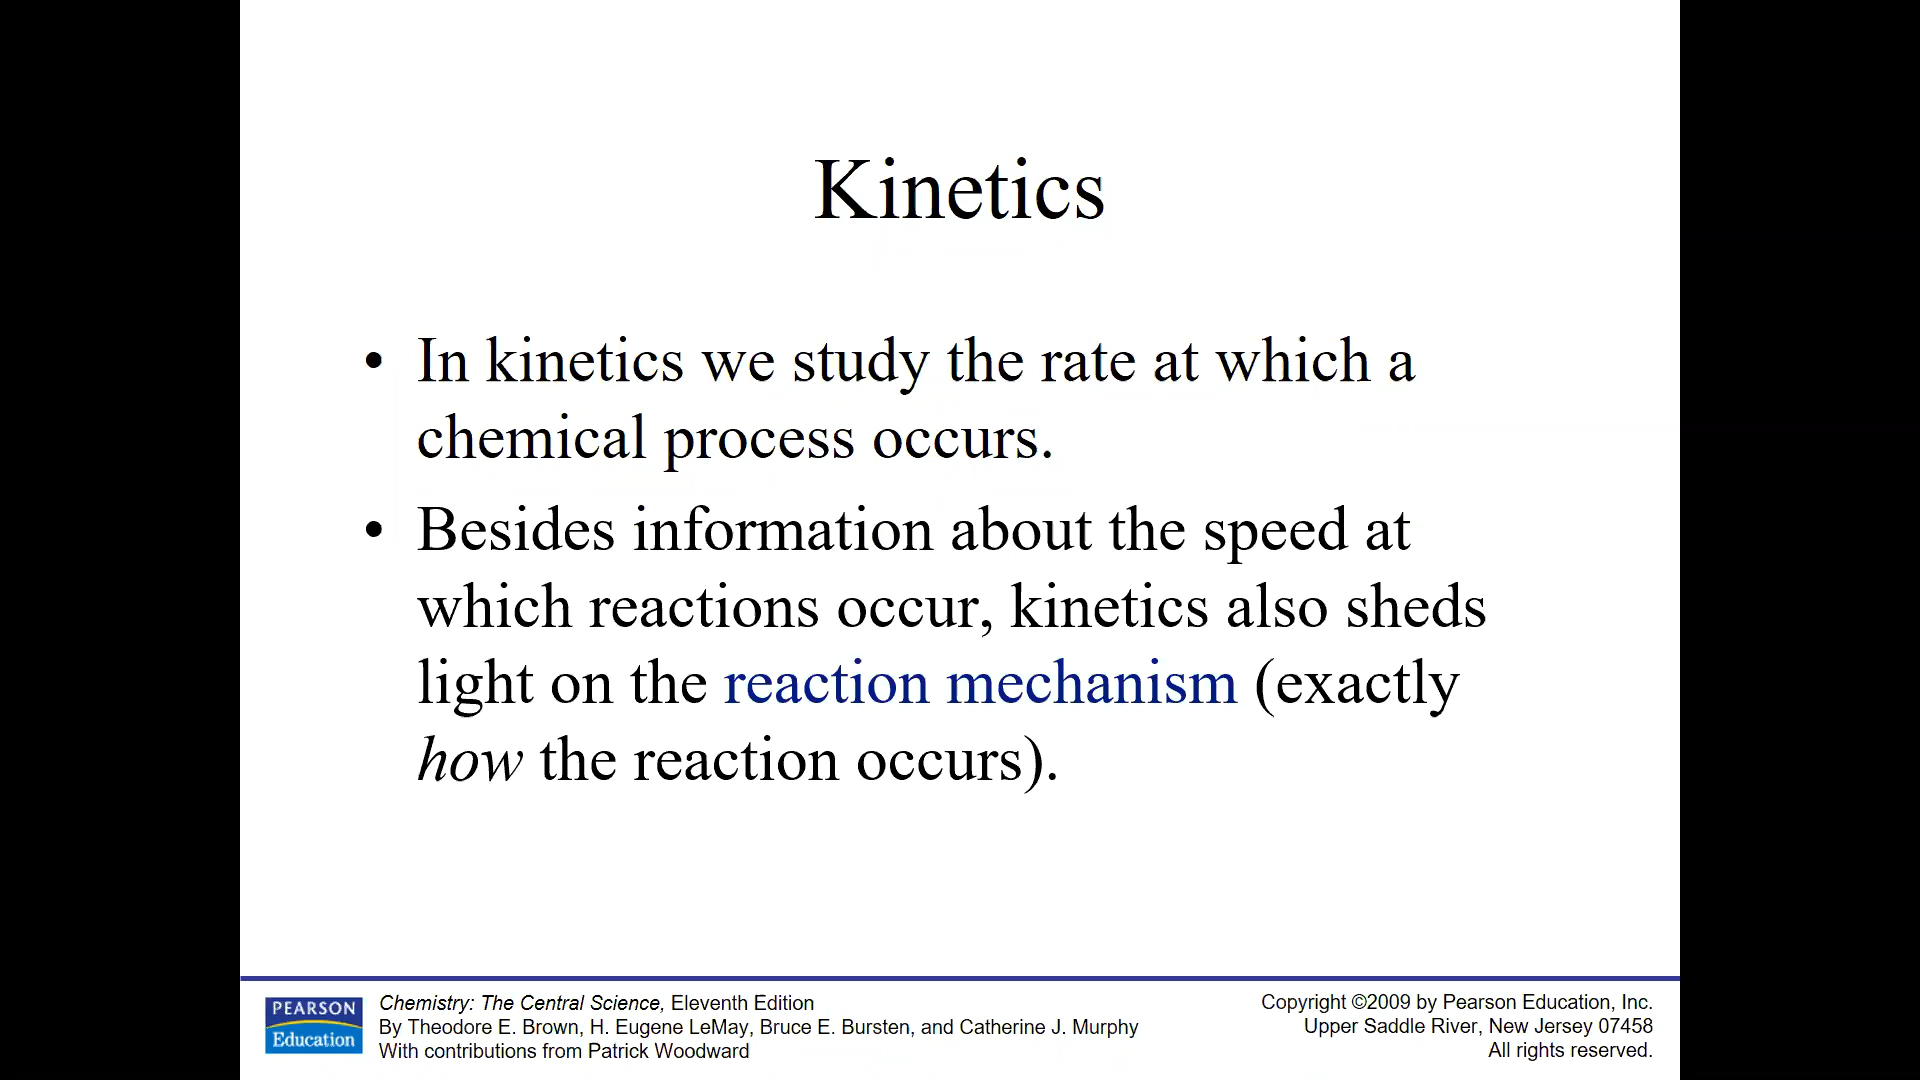 Kinetics
• In kinetics we study the rate at which a
chemical process occurs.
• Besides information about the speed at
which reactions occur, kinetics also sheds
light on the reaction mechanism (exactly
how the reaction occurs).
PEARSON
Education
Chemistry: The Central Science, Eleventh Edition
By Theodore E. Brown, H. Eugene LeMay, Bruce E. Bursten, and Catherine J. Murphy
With contributions from Patrick Woodward
Copyright ©2009 by Pearson Education, Inc.
Upper Saddle River, New Jersey 07458
All rights reserved.